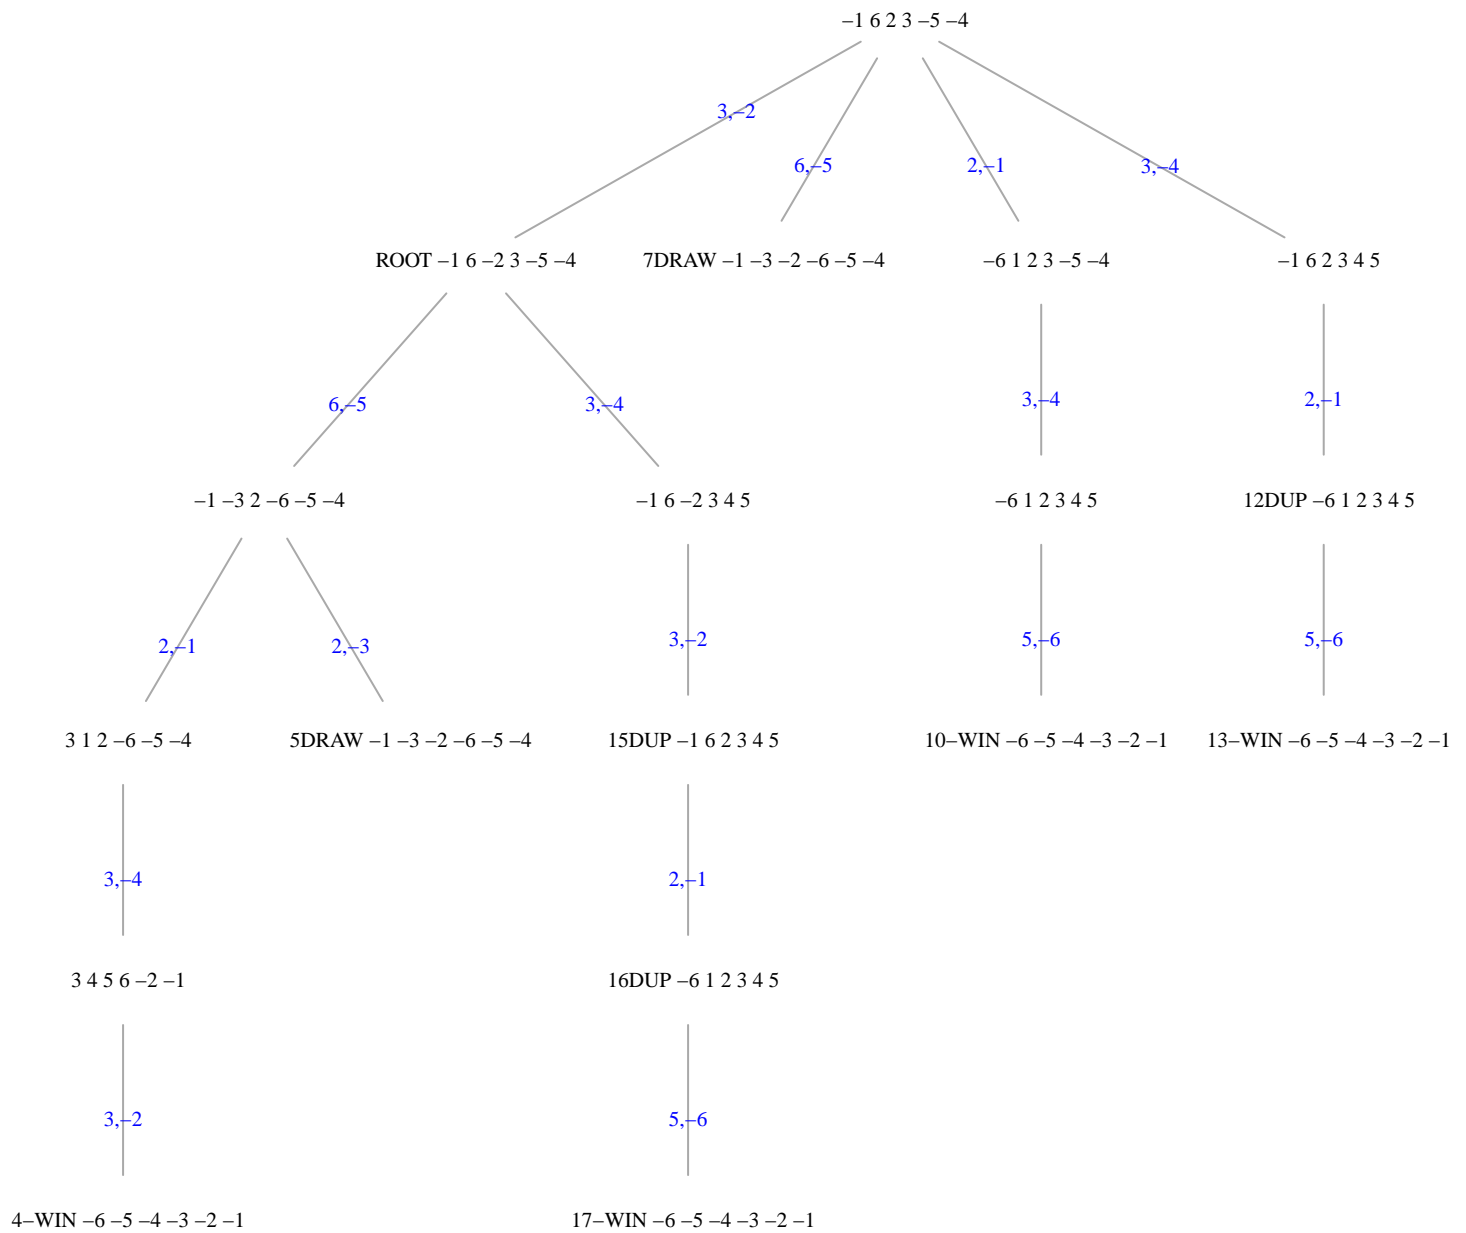 –1 6 2 3 –5 –4
3,–2
6,–5
2,–1
3,–4
ROOT –1 6 –2 3 –5 –4
7DRAW –1 –3 –2 –6 –5 –4
–6 1 2 3 –5 –4
–1 6 2 3 4 5
6,–5
3,–4
3,–4
2,–1
–1 –3 2 –6 –5 –4
–1 6 –2 3 4 5
–6 1 2 3 4 5
12DUP –6 1 2 3 4 5
2,–1
2,–3
3,–2
5,–6
5,–6
3 1 2 –6 –5 –4
5DRAW –1 –3 –2 –6 –5 –4
15DUP –1 6 2 3 4 5
10–WIN –6 –5 –4 –3 –2 –1
13–WIN –6 –5 –4 –3 –2 –1
3,–4
2,–1
3 4 5 6 –2 –1
16DUP –6 1 2 3 4 5
3,–2
5,–6
4–WIN –6 –5 –4 –3 –2 –1
17–WIN –6 –5 –4 –3 –2 –1